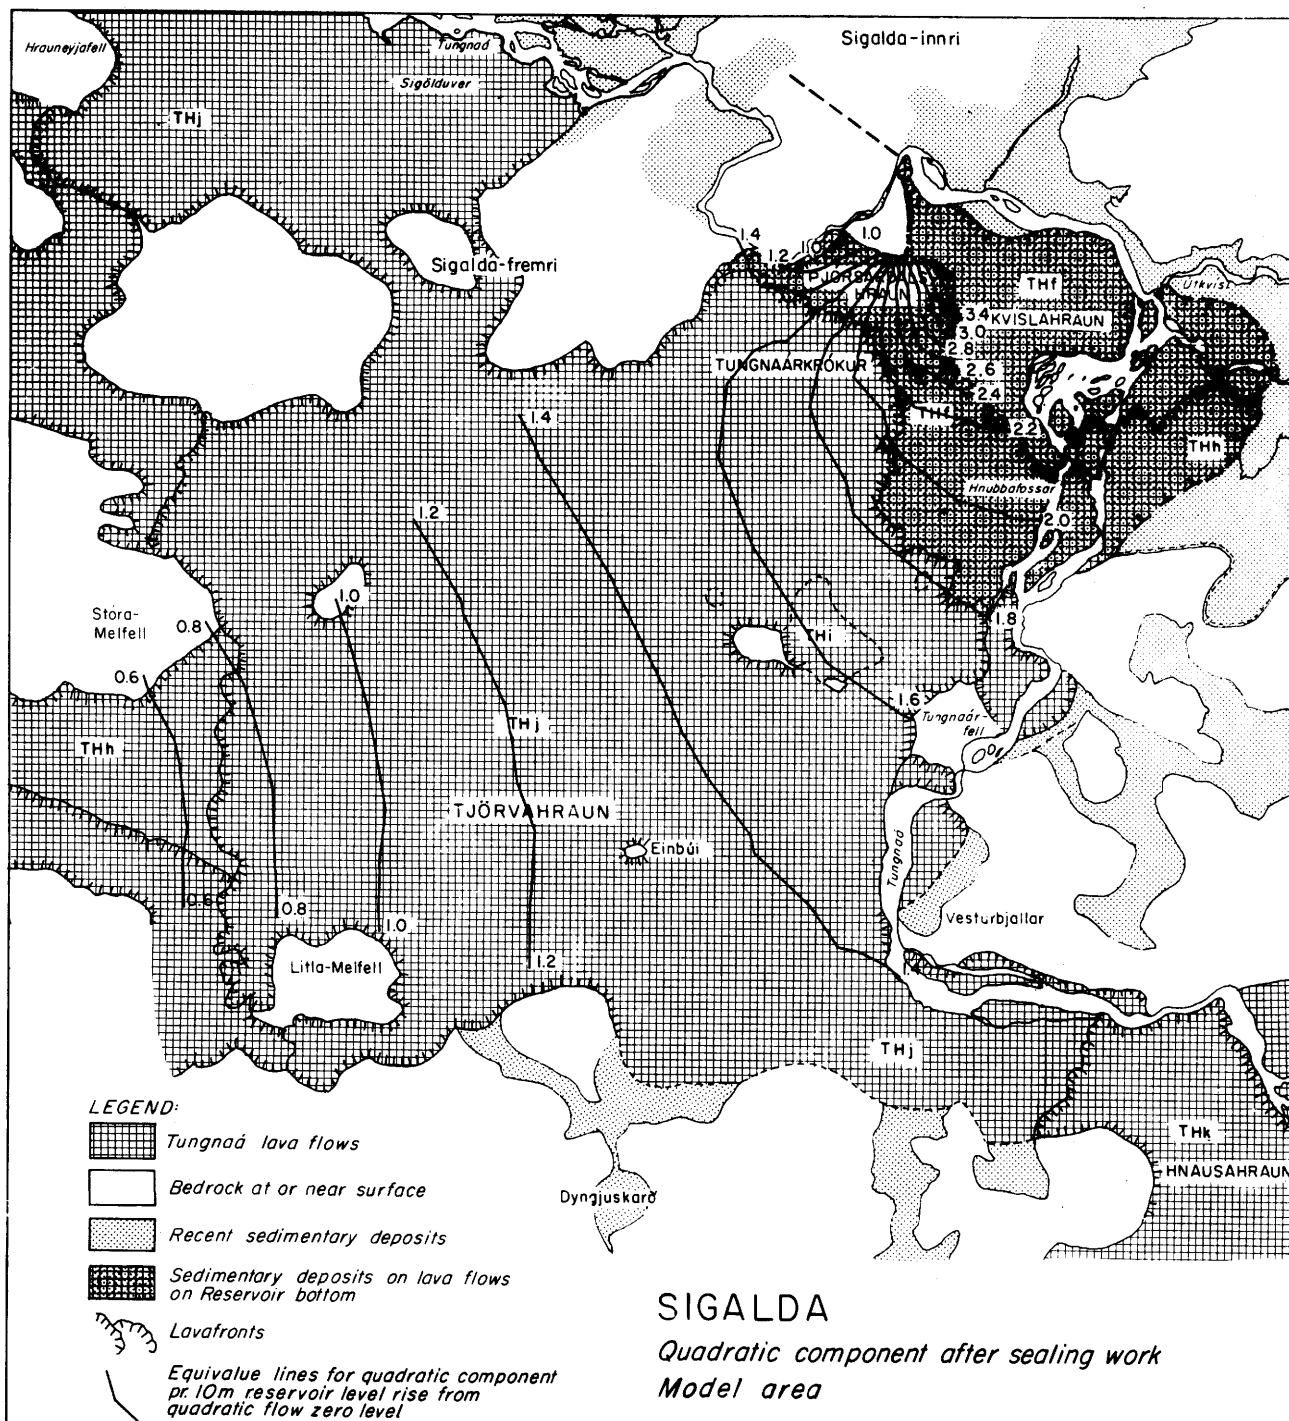 Hrauneyjafell
Tungnaá
Sigölduver
Sigalda-innri
THj
1.4
1.2
1.0
1.0
Sigalda-fremri
HRAUN
THf
Útkvísl
3.4
KVISLAHRAUN
3.0
2.8
2.6
2.4
2.2
TUNGNAÁRKRÓKUR
THf
THh
1.4
Hnubbafossar
2.0
1.2
1.0
Stóra-
Melfell
0.8
0.6
1.8
THi
1.6
Tungnaár-
fell
THh
THj
TJÖRVAHRAUN
Einbúi
Tungnaá
0.6
0.8
1.0
1.2
Vesturbjallar
1.4
Litla-Melfell
THj
THk
HNAUSAHRAUN
Dyngjuskarð
LEGEND:
Tungnaá lava flows
Bedrock at or near surface
Recent sedimentary deposits
Sedimentary deposits on lava flows
on Reservoir bottom
Lavafronts
Equivalue lines for quadratic component
pr. 10m reservoir level rise from
quadratic flow zero level
SIGALDA
Quadratic component after sealing work
Model area